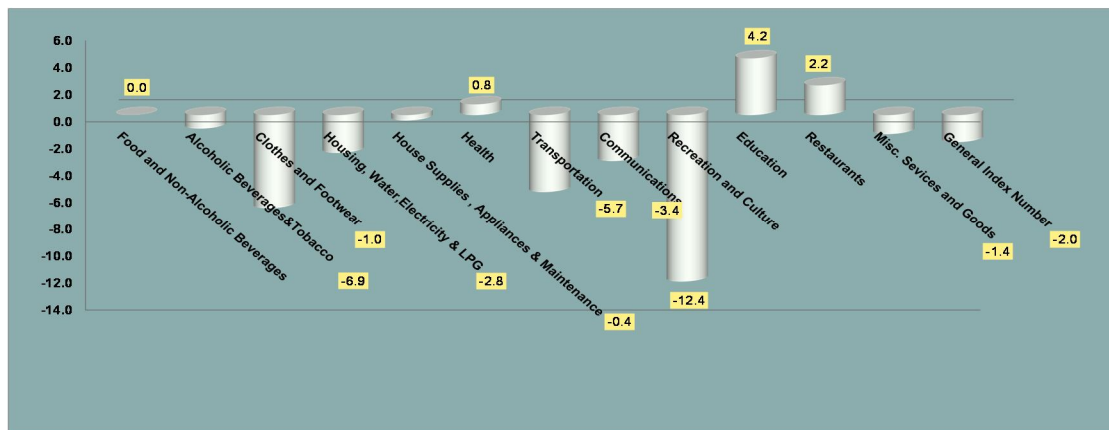 6.0
4.0
2.0
0.0
-2.0
-4.0
-6.0
-8.0
-10.0
-12.0
-14.0
0.0
0.8
4.2
2.2
Food and Non-Alcoholic Beverages
Alcoholic Beverages&Tobacco
Clothes and Footwear
Housing, Water,Electricity & LPG
House Supplies , Appliances & Maintenance
Health
Transportation
Communications
Recreation and Culture
Education
Restaurants
Misc. Sevices and Goods
General Index Number
-1.0
-6.9
-2.8
-0.4
-5.7
-3.4
-12.4
-1.4
-2.0